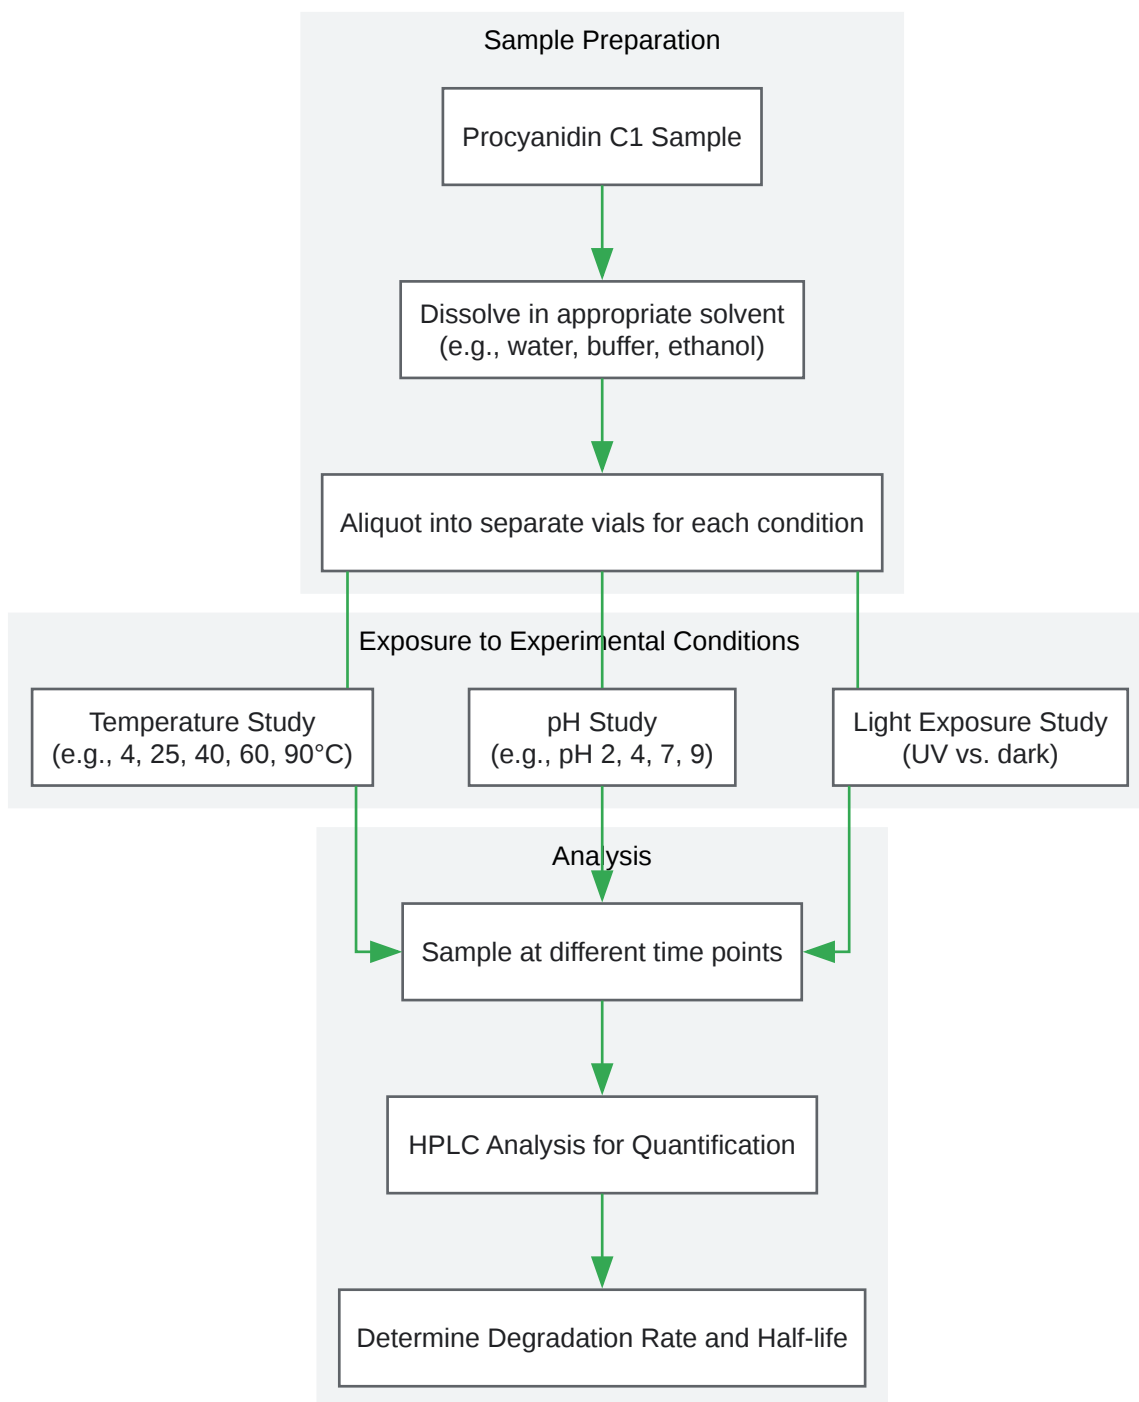 Sample Preparation
Procyanidin C1 Sample
Dissolve in appropriate solvent
(e.g., water, buffer, ethanol)
Aliquot into separate vials for each condition
Exposure to Experimental Conditions
Temperature Study
(e.g., 4, 25, 40, 60, 90°C)
pH Study
(e.g., pH 2, 4, 7, 9)
Light Exposure Study
(UV vs. dark)
Analysis
Sample at different time points
HPLC Analysis for Quantification
Determine Degradation Rate and Half-life